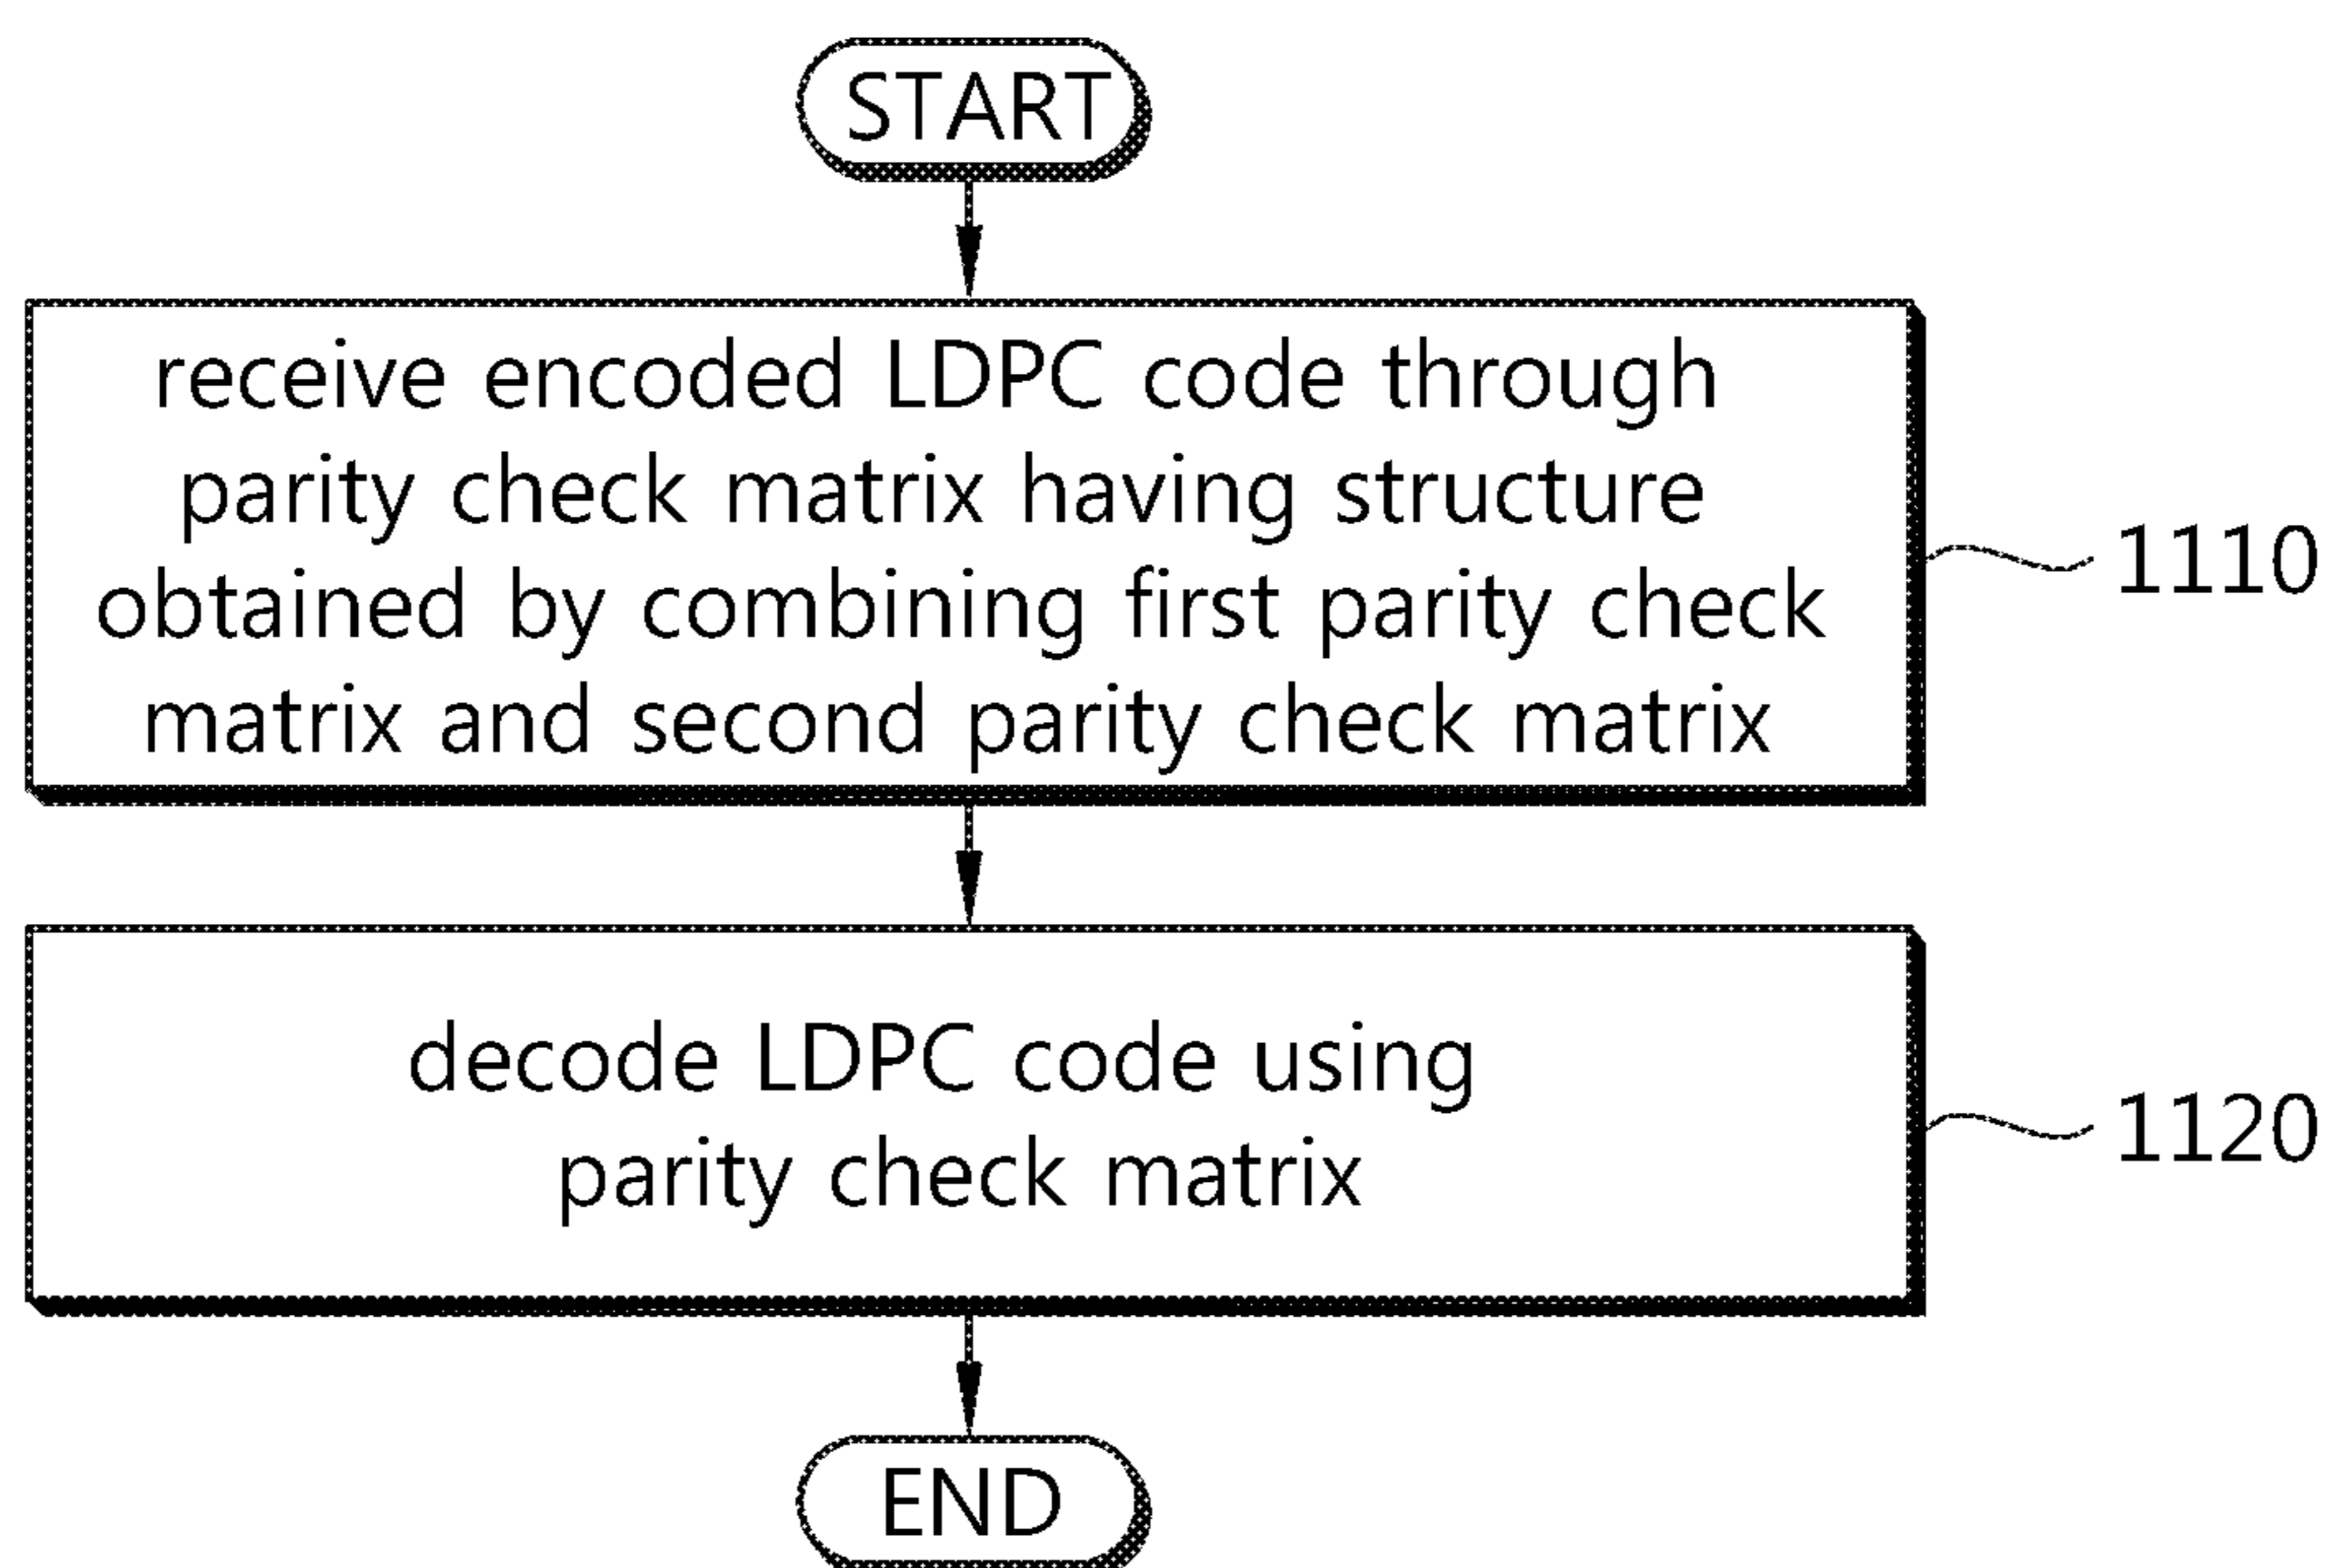 START
receive encoded LDPC code through
parity check matrix having structure
obtained by combining first parity check
matrix and second parity check matrix
1110
decode LDPC code using
parity check matrix
1120
END